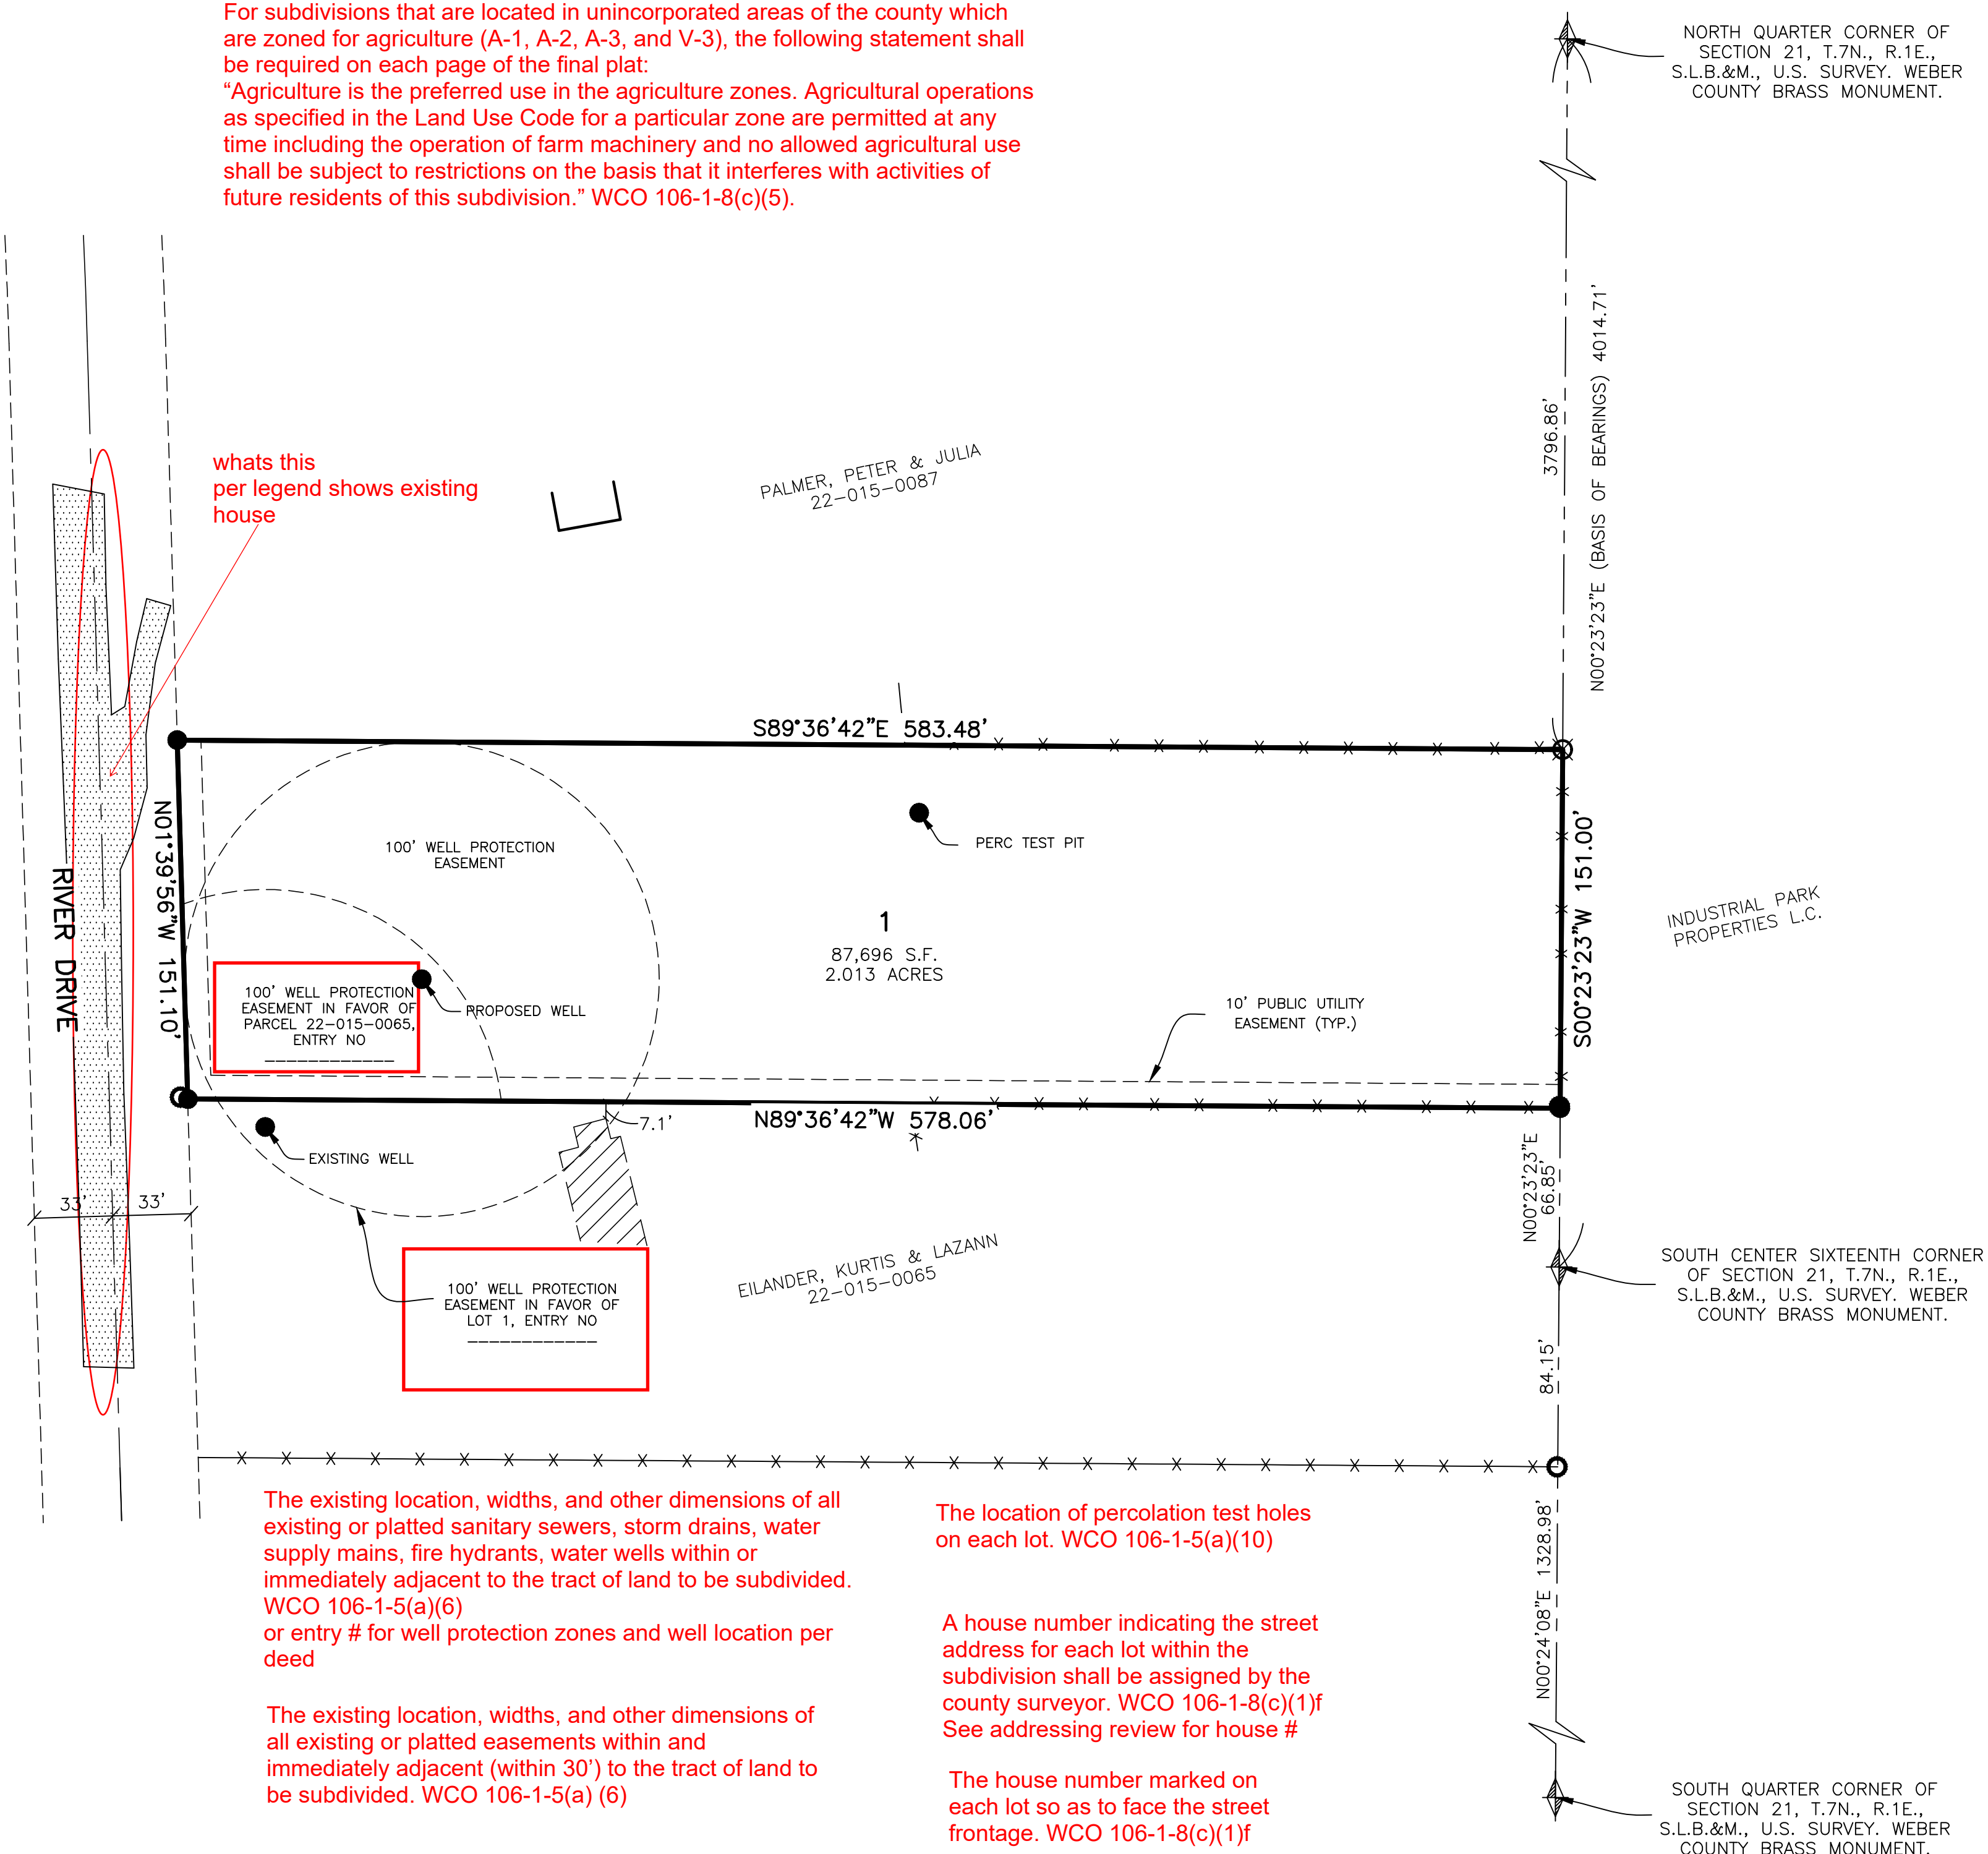 For subdivisions that are located in unincorporated areas of the county which
are zoned for agriculture (A-1, A-2, A-3, and V-3), the following statement shall
be required on each page of the final plat:
“Agriculture is the preferred use in the agriculture zones. Agricultural operations
as specified in the Land Use Code for a particular zone are permitted at any
time including the operation of farm machinery and no allowed agricultural use
shall be subject to restrictions on the basis that it interferes with activities of
future residents of this subdivision.” WCO 106-1-8(c)(5).
NORTH QUARTER CORNER OF
SECTION 21, T.7N., R.1E.,
S.L.B.&M., U.S. SURVEY. WEBER
COUNTY BRASS MONUMENT.
3796.86'
N00°23'23"E (BASIS OF BEARINGS) 4014.71'
whats this
per legend shows existing
house
PALMER, PETER & JULIA
22-015-0087
S89°36'42"E 583.48'
N01°39'56"W 151.10'
RIVER DRIVE
100' WELL PROTECTION
EASEMENT
PERC TEST PIT
1
87,696 S.F.
2.013 ACRES
S00°23'23"W 151.00'
INDUSTRIAL PARK
PROPERTIES L.C.
100' WELL PROTECTION
EASEMENT IN FAVOR OF
PARCEL 22-015-0065,
ENTRY NO
____________
PROPOSED WELL
10' PUBLIC UTILITY
EASEMENT (TYP.)
N89°36'42"W 578.06'
7.1'
EXISTING WELL
33'
33'
N00°23'23"E
66.85'
EILANDER, KURTIS & LAZANN
22-015-0065
100' WELL PROTECTION
EASEMENT IN FAVOR OF
LOT 1, ENTRY NO
____________
SOUTH CENTER SIXTEENTH CORNER
OF SECTION 21, T.7N., R.1E.,
S.L.B.&M., U.S. SURVEY. WEBER
COUNTY BRASS MONUMENT.
84.15'
The existing location, widths, and other dimensions of all
existing or platted sanitary sewers, storm drains, water
supply mains, fire hydrants, water wells within or
immediately adjacent to the tract of land to be subdivided.
WCO 106-1-5(a)(6)
or entry # for well protection zones and well location per
deed
The existing location, widths, and other dimensions of
all existing or platted easements within and
immediately adjacent (within 30’) to the tract of land to
be subdivided. WCO 106-1-5(a) (6)
The location of percolation test holes
on each lot. WCO 106-1-5(a)(10)
A house number indicating the street
address for each lot within the
subdivision shall be assigned by the
county surveyor. WCO 106-1-8(c)(1)f
See addressing review for house #
The house number marked on
each lot so as to face the street
frontage. WCO 106-1-8(c)(1)f
N00°24'08"E 1328.98'
SOUTH QUARTER CORNER OF
SECTION 21, T.7N., R.1E.,
S.L.B.&M., U.S. SURVEY. WEBER
COUNTY BRASS MONUMENT.